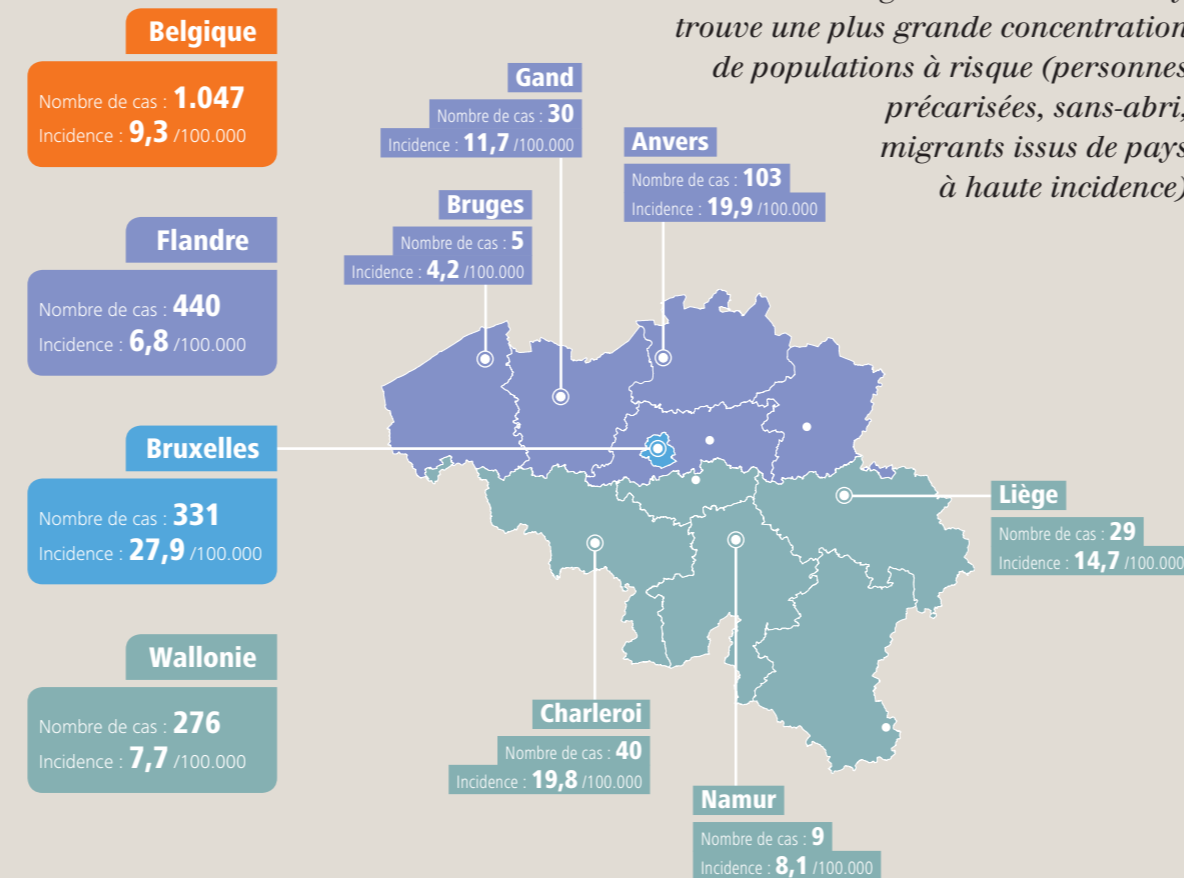 trouve une plus grande concentration
de populations à risque (personnes
précarisées, sans-abri,
migrants issus de pays
à haute incidence)
Belgique
Nombre de cas : 1.047
Incidence : 9,3 /100.000
Flandre
Nombre de cas : 440
Incidence : 6,8 /100.000
Bruxelles
Nombre de cas : 331
Incidence : 27,9 /100.000
Wallonie
Nombre de cas : 276
Incidence : 7,7 /100.000
Gand
Nombre de cas : 30
Incidence : 11,7 /100.000
Anvers
Nombre de cas : 103
Incidence : 19,9 /100.000
Bruges
Nombre de cas : 5
Incidence : 4,2 /100.000
Liège
Nombre de cas : 29
Incidence : 14,7 /100.000
Charleroi
Nombre de cas : 40
Incidence : 19,8 /100.000
Namur
Nombre de cas : 9
Incidence : 8,1 /100.000